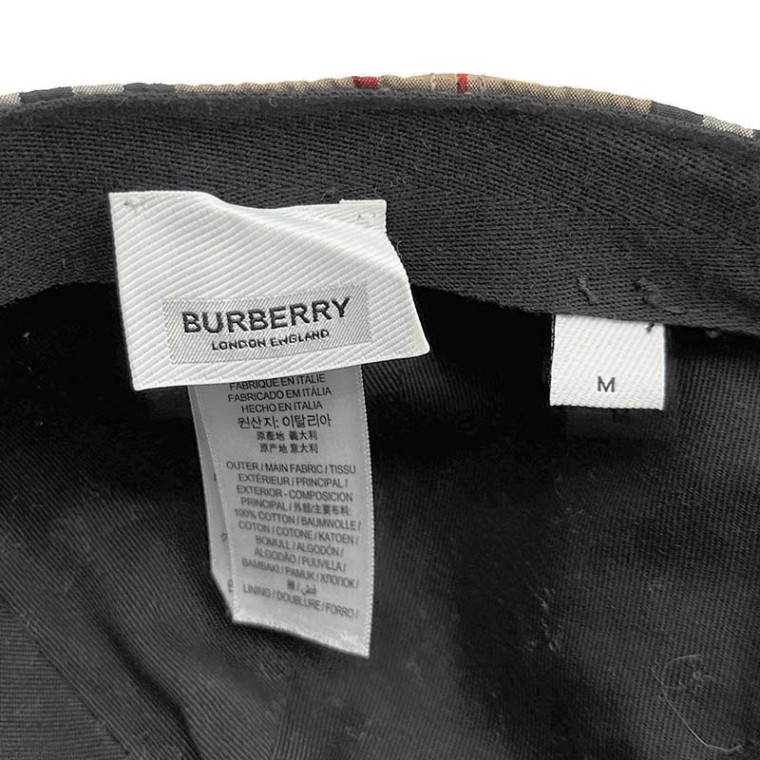 BURBERRY
LONDON ENGLAND
M
FABRIQUE EN ITALIE
FABRICADO EM ITÁLIA
HECHO EN ITALIA
원산지: 이탈리아
原產地 義大利
原产地 意大利
OUTER / MAIN FABRIC / TISSU
EXTÉRIEUR / PRINCIPAL /
EXTERIOR - COMPOSICION
PRINCIPAL / 外部/主要布料:
100% COTTON / BAUMWOLLE /
COTON / COTONE / KATOEN /
BOMULL / ALGODÓN /
ALGODÃO / PUUVILLA /
BAMBAKI / PAMUK / ХЛОПОК /
LINING / DOUBLURE / FORRO /